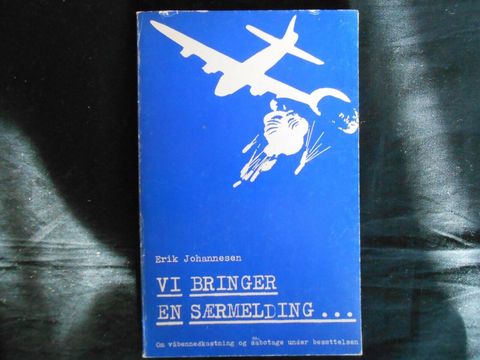 Erik Johannesen
VI BRINGER
EN SÆRMELDING...
Om våbennedkastning og sabotage under besættelsen